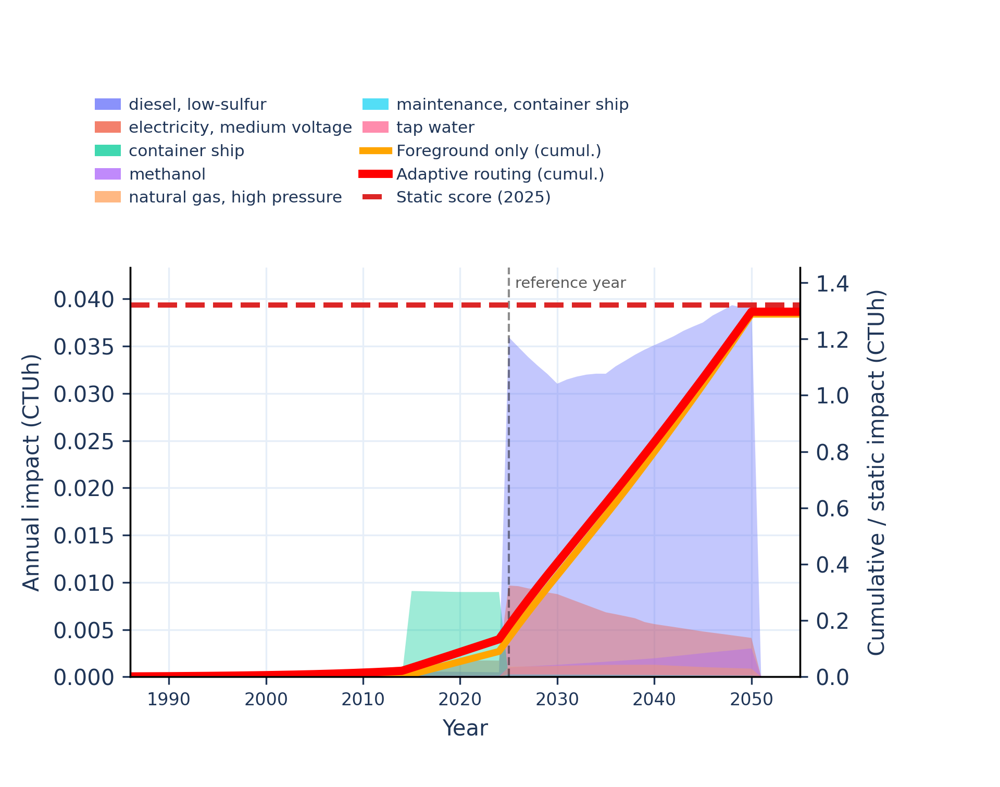 diesel, low-sulfur
electricity, medium voltage
container ship
methanol
natural gas, high pressure
maintenance, container ship
tap water
Foreground only (cumul.)
Adaptive routing (cumul.)
Static score (2025)
reference year
Annual impact (CTUh)
0.040
0.035
0.030
0.025
0.020
0.015
0.010
0.005
0.000
1.4
1.2
1.0
0.8
0.6
0.4
0.2
0.0
Cumulative / static impact (CTUh)
1990 2000 2010 2020 2030 2040 2050
Year